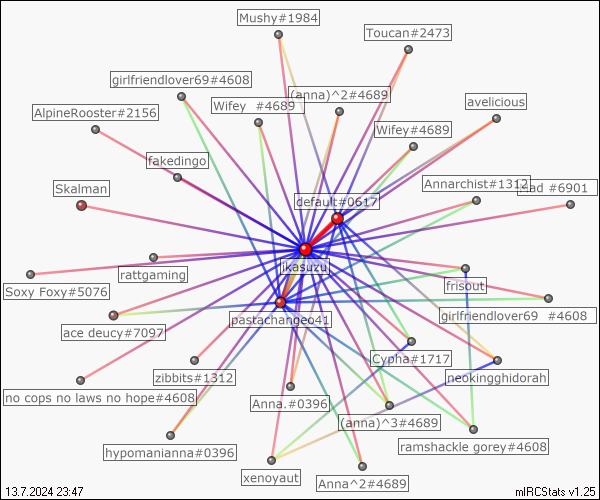 Mushy#1984
Toucan#2473
girlfriendlover69#4608
(anna)^2#4689
avelicious
AlpineRooster#2156
Wifey  #4689
Wifey#4689
fakedingo
Skalman
Annarchist#1312
#6901
default#0617
jkasuzu
rattgaming
Soxy Foxy#5076
frisout
pastachangeo41
girlfriendlover69  #4608
ace deucy#7097
Cypha#1717
zibbits#1312
neokingghidorah
no cops no laws no hope#4608
Anna.#0396
(anna)^3#4689
hypomanianna#0396
ramshackle gorey#4608
xenoyaut
Anna^2#4689
13.7.2024 23:47
mIRCStats v1.25